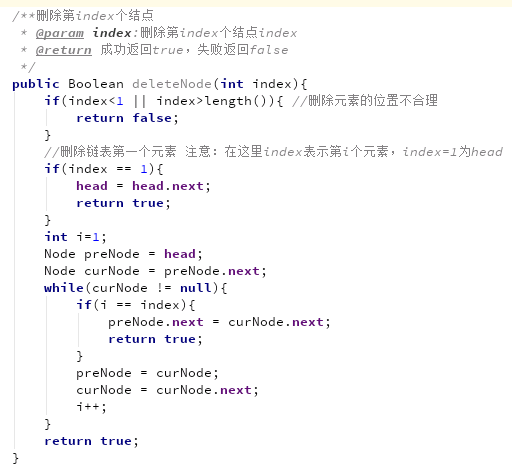 /**删除第index个结点
 * @param index:删除第index个结点index
 * @return 成功返回true，失败返回false
 */
public Boolean deleteNode(int index){
    if(index<1 || index>length()){ //删除元素的位置不合理
        return false;
    }
    //删除链表第一个元素 注意：在这里index表示第i个元素，index=1为head
    if(index == 1){
        head = head.next;
        return true;
    }
    int i=1;
    Node preNode = head;
    Node curNode = preNode.next;
    while(curNode != null){
        if(i == index){
            preNode.next = curNode.next;
            return true;
        }
        preNode = curNode;
        curNode = curNode.next;
        i++;
    }
    return true;
}